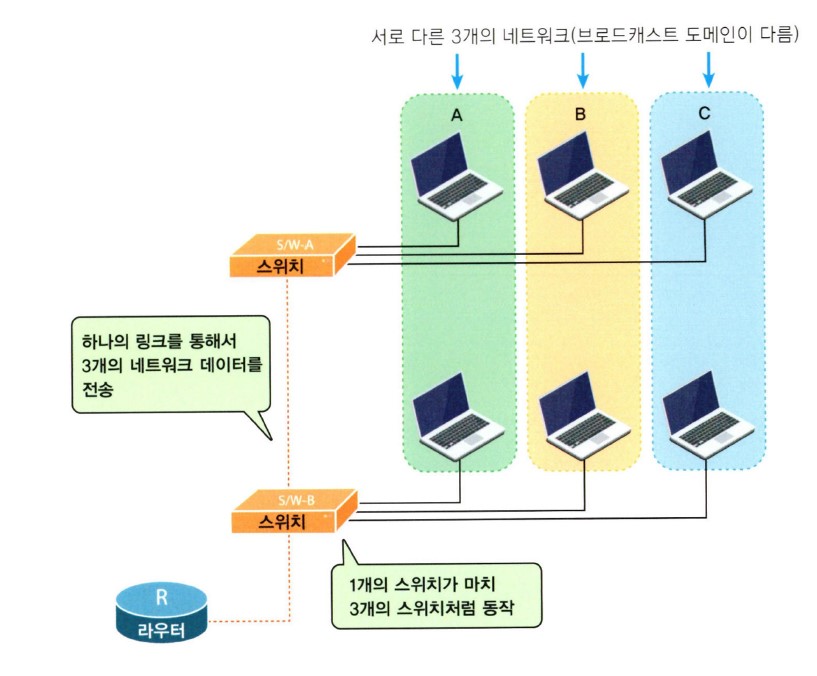 서로 다른 3개의 네트워크(브로드캐스트 도메인이 다름)
A
B
C
S/W-A
스위치
하나의 링크를 통해서
3개의 네트워크 데이터를
전송
S/W-B
스위치
1개의 스위치가 마치
3개의 스위치처럼 동작
R
라우터